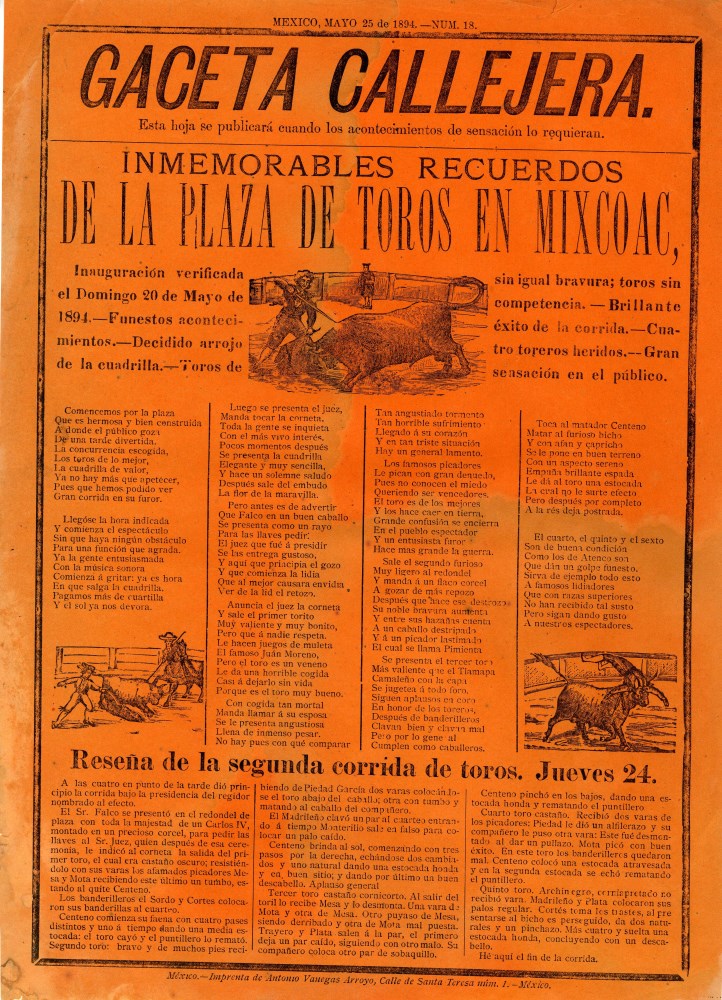 MEXICO, MAYO 25 de 1894.—NUM. 18.
GACETA CALLEJERA.
Esta hoja se publicará cuando los acontecimientos de sensación lo requieran.
INMEMORABLES RECUERDOS
DE LA PLAZA DE TOROS EN MIXCOAC,
Inauguración verificada
el Domingo 20 de Mayo de
1894.—Funestos aconteci-
mientos.—Decidido arrojo
de la cuadrilla.—Toros de
sin igual bravura; toros sin
competencia.—Brillante
éxito de la corrida.—Cua-
tro toreros heridos.—Gran
sensación en el público.
Comencemos por la plaza
Que es hermosa y bien construida
A donde el público goza
De una tarde divertida,
La concurrencia escogida,
Los toros de lo mejor,
La cuadrilla de valor,
Ya no hay más que apetecer,
Pues que hemos podido ver
Gran corrida en su furor.
Llegóse la hora indicada
Y comienza el espectáculo
Sin que haya ningún obstáculo
Para una función que agrada.
Ya la gente entusiasmada
Con la música sonora
Comienza á gritar: ya es hora
En que salga la cuadrilla.
Pagamos más de cuartilla
Y el sol ya nos devora.
Luego se presenta el juez,
Manda tocar la corneta,
Toda la gente se inquieta
Con el más vivo interés,
Pocos momentos después
Se presenta la cuadrilla
Elegante y muy sencilla,
Y hace un solemne saludo
Después sale del embudo
La flor de la maravilla.
Pero antes es de advertir
Que Falco en un buen caballo
Se presenta como un rayo
Para las llaves pedir.
El juez que fué á presidir
Se las entrega gustoso,
Y aquí que principia el gozo
Y que comienza la lidia
Que al mejor causara envidia
Ver de la lid el retozo.
Anuncia el juez la corneta
Y sale el primer torito
Muy valiente y muy bonito,
Pero que á nadie respeta.
Le hacen juegos de muleta
El famoso Juán Moreno,
Pero el toro es un veneno
Le da una horrible cogida
Casi á dejarlo sin vida
Porque es el toro muy bueno.
Con cogida tan mortal
Manda llamar á su esposa
Se le presenta angustiosa
Llena de inmenso pesar.
No hay pues con qué comparar
Tan angustiado tormento
Tan horrible sufrimiento
Llegado á su corazón
Y en tan triste situación
Hay un general lamento.
Los famosos picadores
Le pican con gran denuedo,
Pues no conocen el miedo
Queriendo ser vencedores.
El toro es de los mejores
Y los hace caer en tierra,
Grande confusión se encierra
En el pueblo espectador
Y un entusiasta furor
Hace mas grande la guerra.
Sale el segundo furioso
Muy ligero al redondel
Y manda á un flaco corcel
A gozar de más reposo
Después que hace ese destrozo
Su noble bravura aumenta
Y entre sus hazañas cuenta
A un caballo destripado
Y á un picador lastimado
El cual se llama Pimienta
Se presenta el tercer toro
Más valiente que el Tlamapa
Camaleño con la capa
Se jugetea á todo foro.
Siguen aplausos en coro
En honor de los toreros,
Después de banderilleros
Clavan bien y clavan mal
Pero por lo general
Cumplen como caballeros.
Toca al matador Centeno
Matar al furioso bicho
Y con afán y capricho
Se le pone en buen terreno
Con un aspecto sereno
Empuña brillante espada
Le dá al toro una estocada
La cual no le surte efecto
Pero después por completo
A la rés deja postrada.
El cuarto, el quinto y el sexto
Son de buena condición
Como los de Atenco son
Que dán un golpe funesto.
Sirva de ejemplo todo esto
A famosos lidiadores
Que con razas superiores
No han recibido tal susto
Pero sigan dando gusto
A nuestros espectadores.
Reseña de la segunda corrida de toros. Jueves 24.
A las cuatro en punto de la tarde dió prin-
cipio la corrida bajo la presidencia del regidor
nombrado al efecto.
El Sr. Falco se presentó en el redondel de
plaza con toda la majestad de un Carlos IV,
montado en un precioso corcel, para pedir las
llaves al Sr. Juez, quien después de esa cere-
monia, le indicó al corneta la salida del pri-
mer toro, el cual era castaño oscuro; resistién-
dolo con sus varas los afamados picadores Me-
sa y Mota recibiendo este último un tumbo, es-
tando al quite Centeno.
Los banderilleros el Sordo y Cortes coloca-
ron sus banderillas al cuarteo.
Centeno comienza su faena con cuatro pases
distintos y uno á tiempo dando una media es-
tocada: el toro cayó y el puntillero lo remató.
Segundo toro: bravo y de muchos pies reci-
biendo de Piedad García dos varas colocándo-
se el toro abajo del caballo; otra con tumbo y
matando al caballo del compañero.
El Madrileño clavó un par al cuarteo entran-
do á tiempo Monterillo sale en falso para co-
locar un palo caido.
Centeno brinda al sol, comenzando con tres
pasos por la derecha, echándose dos cambia-
dos y uno natural dando una estocada honda
y en buen sitio; y dando por último un buen
descabello. Aplauso general
Tercer toro castaño cornicorto. Al salir del
toril lo recibe Mesa y lo desmonta. Una vara de
Mota y otra de Mesa. Otro puyaso de Mesa,
siendo derribado y otra de Mota mal puesta.
Trayero y Plata salen á la par, el primero
deja un par caído, siguiendo con otro malo. Su
compañero coloca otro par de sobaquillo.
Centeno pinchó en los bajos, dando una es-
tocada honda y rematando el puntillero
Cuarto toro castaño. Recibió dos varas de
los picadores; Piedad le dió un alfilerazo y su
compañero le puso otra vara: Este fué desmon-
tado al dar un pullazo. Mota picó con buen
éxito. En este toro los banderilleros quedaron
mal. Centeno colocó una estocada atravesada
y en la segunda estocada se echó rematando
el puntillero.
Quinto toro. no
recibió vara. Madrileño y Plata colocaron sus
palos regular. Cortés toma los trastes, al pre
sentarse al bicho es perseguido, da dos natu-
rales y un pinchazo. Más cuatro y suelta una
estocada honda, concluyendo con un desca-
bello.
Hé aquí el fin de la corrida.
México.—Imprenta de Antonio Vanegas Arroyo, Calle de Santa Teresa núm. 1.—México.